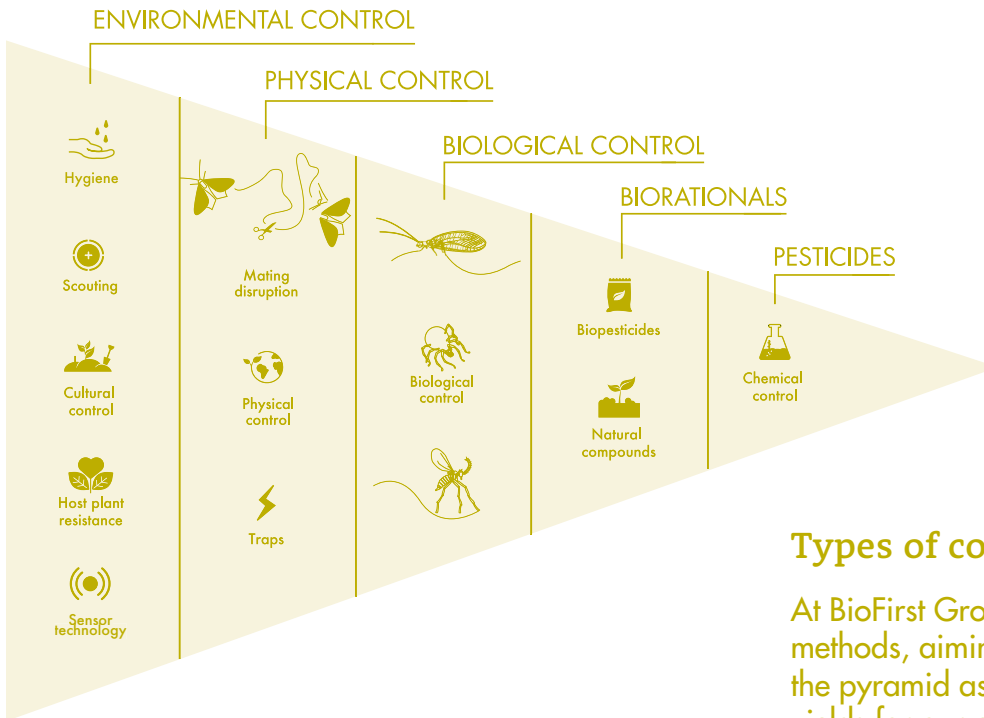 ENVIRONMENTAL CONTROL
Hygiene
Scouting
Cultural
control
Host plant
resistance
Sensor
technology
PHYSICAL CONTROL
Mating
disruption
Physical
control
Traps
BIOLOGICAL CONTROL
Biological
control
BIORATIONALS
Biopesticides
Natural
compounds
PESTICIDES
Chemical
control
Types of co
At BioFirst Gro
methods, aimin
the pyramid as